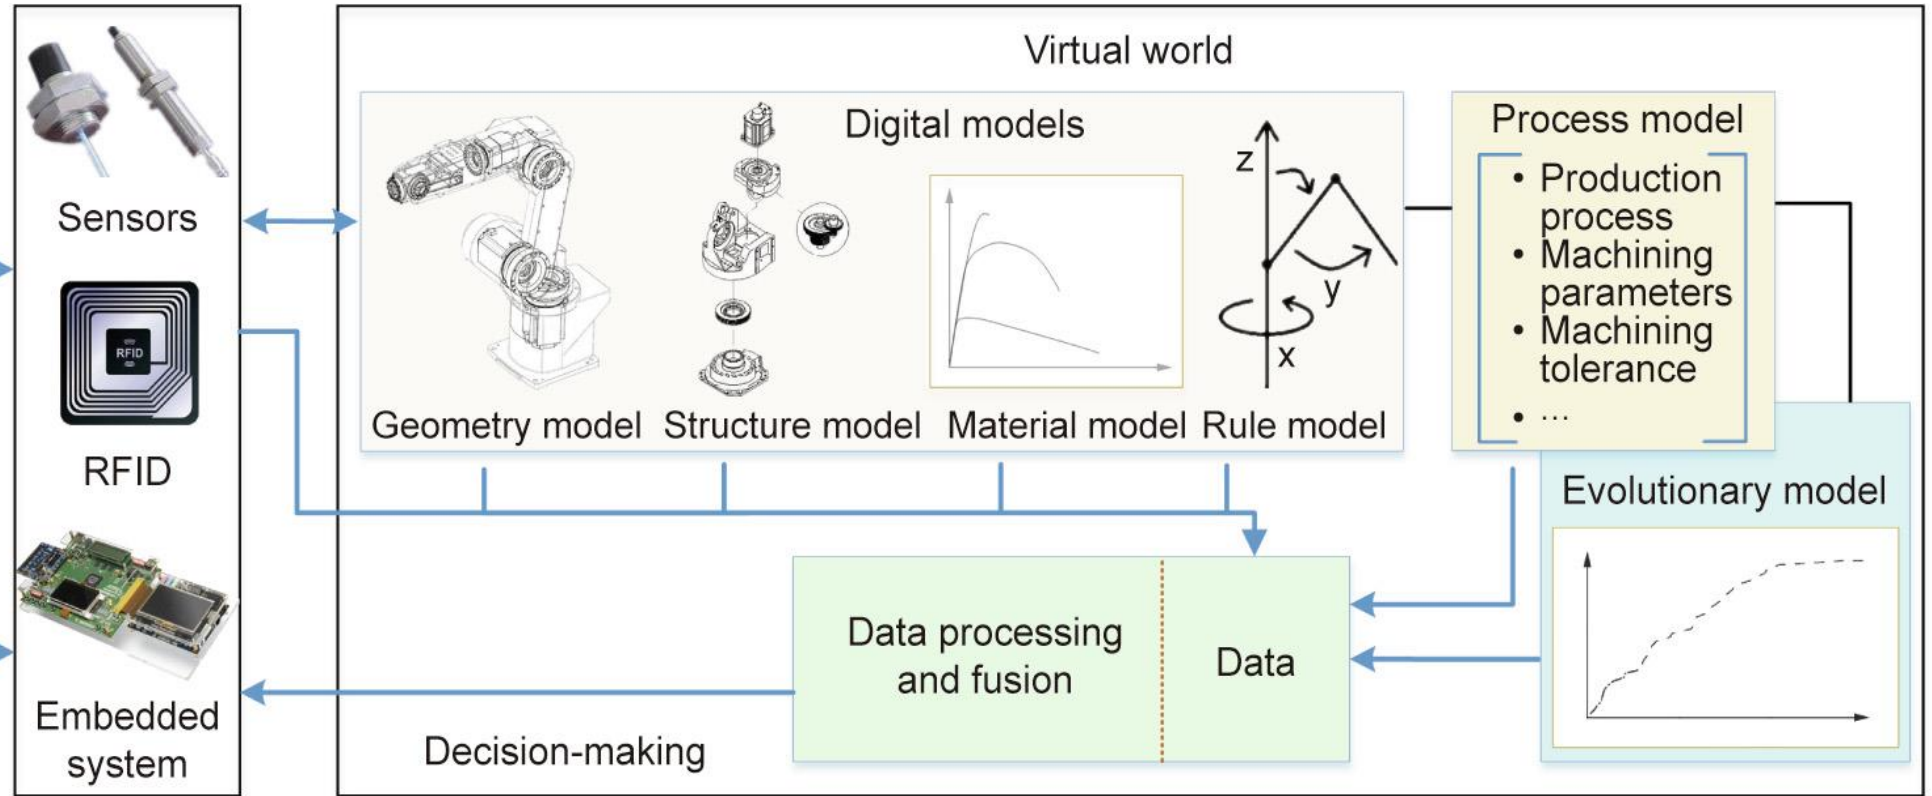 Sensors
RFID
RFID
Embedded
system
Virtual world
Digital models
z
y
x
Geometry model
Structure model
Material model
Rule model
Process model
• Production
process
• Machining
parameters
• Machining
tolerance
• ...
Evolutionary model
Data processing
and fusion
Data
Decision-making